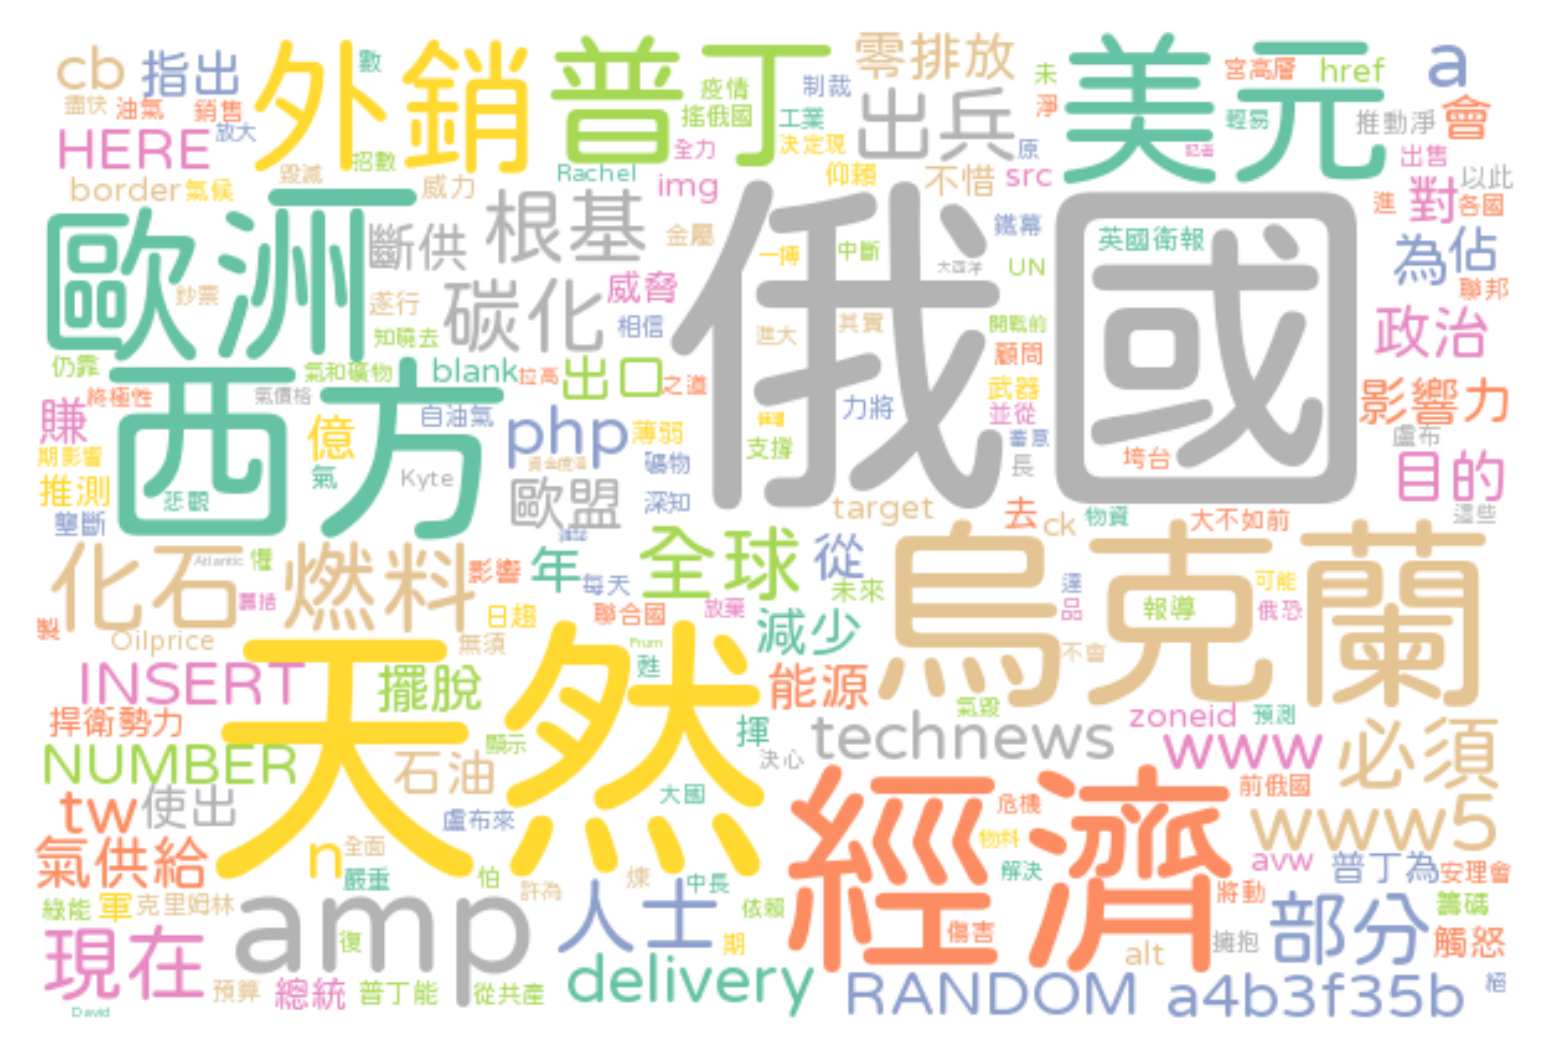 cb 指出 外銷 數 普丁 疫情 制裁 零排放 未 美元 宮高層 href a
盡快 油氣 銷售 搖俄國 工業 出兵 淨 輕易 推動淨 會
HERE 放大 招數 全力 決定現 原 記者 出售
border 氣候 毀滅 威力 Rachel img 仰賴 不惜 src 進 對 各國 以此
歐洲 斷供 根基 金屬 一搏 中斷 俄國 鐵幕 英國衛報 為 佔
鈔票 遂行 碳化 威脅 大西洋 UN 聯邦
知曉去 相信 進大 其實 開戰前 政治
仍靠 西方 氣和礦物 blank 拉高 出口 之道 顧問
終極性 氣價格 武器 影響力
賺 億 自油氣 php 薄弱 力將 並從 盧布
期影響 支撐 蓄意 垮台
推測 氣 Kyte 礦物 長 目的
壟斷 悲觀 歐盟 深知 target 去 ck 物資 大不如前 這些
化石 Atlantic 懼 燃料 影響 年 每天 全球 從 烏克蘭 達 可能
製 籌措 日趨 聯合國 放棄 未來 品 報導 俄恐
Oilprice 天然 無須 Prum 減少 不會
INSERT 擺脫 甦 能源 氣毀
捍衛勢力 顯示 揮 technews zoneid 預測
NUMBER 石油 決心 www 必須
tw 使出 大國 經濟 危機 前俄國
盧布來 物料 www5
氣供給 n 全面 解決 avw 普丁為 安理會
嚴重 怕 許為 煉 中長 將動
綠能 軍 克里姆林 amp 人士 依賴 部分 籌碼
現在 復 期 傷害 alt 擁抱 觸怒
預算 總統 普丁能 從共產 delivery RANDOM a4b3f35b 絕
David